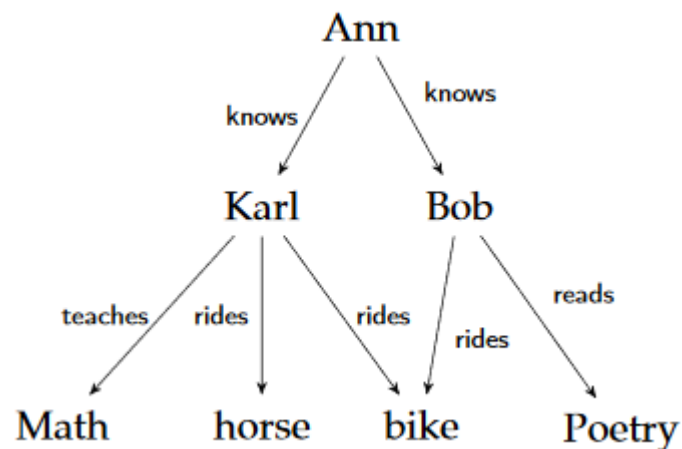 Ann
knows
knows
Karl
Bob
teaches
rides
rides
rides
reads
Math
horse
bike
Poetry